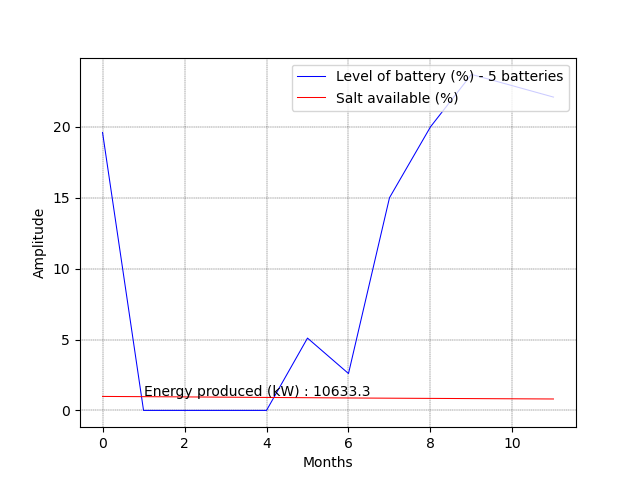 Level of battery (%) - 5 batteries
Salt available (%)
20
15
10
5
0
Amplitude
Energy produced (kW) : 10633.3
0 2 4 6 8 10
Months